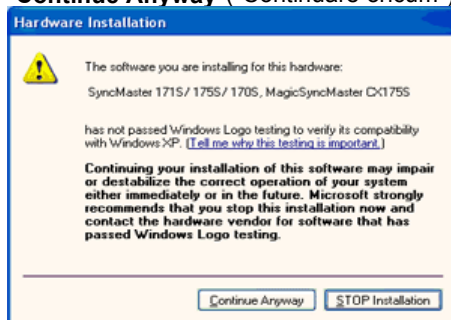 Continue Anyway
Hardware Installation
The software you are installing for this hardware:
SyncMaster 171S/ 175S/ 170S, MagicSyncMaster CX175S
has not passed Windows Logo testing to verify its compatibility
with Windows XP. (Tell me why this testing is important.)
Continuing your installation of this software may impair
or destabilize the correct operation of your system
either immediately or in the future. Microsoft strongly
recommends that you stop this installation now and
contact the hardware vendor for software that has
passed Windows Logo testing.
Continue Anyway STOP Installation